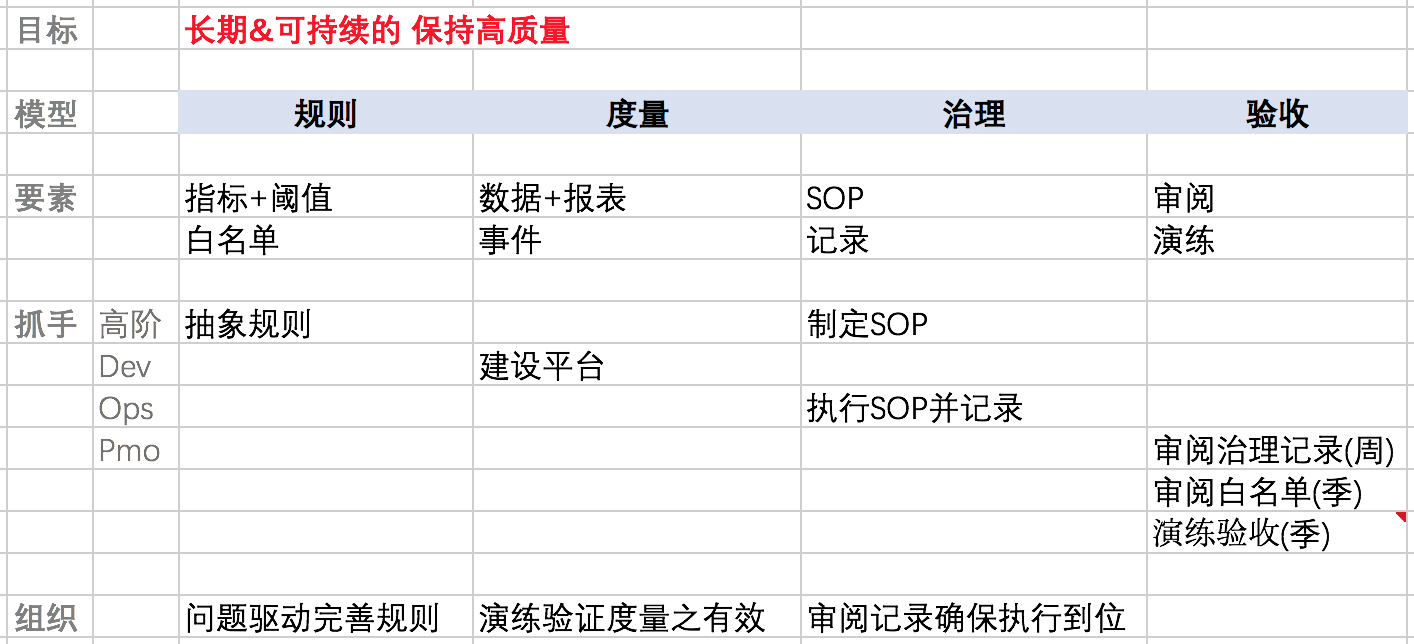 目标 长期&可持续的 保持高质量
模型 规则 度量 治理 验收
要素 指标+阈值 数据+报表 SOP 审阅
白名单 事件 记录 演练
抓手 高阶 抽象规则 制定SOP
Dev 建设平台
Ops 执行SOP并记录
Pmo 审阅治理记录(周)
审阅白名单(季)
演练验收(季)
组织 问题驱动完善规则 演练验证度量之有效 审阅记录确保执行到位